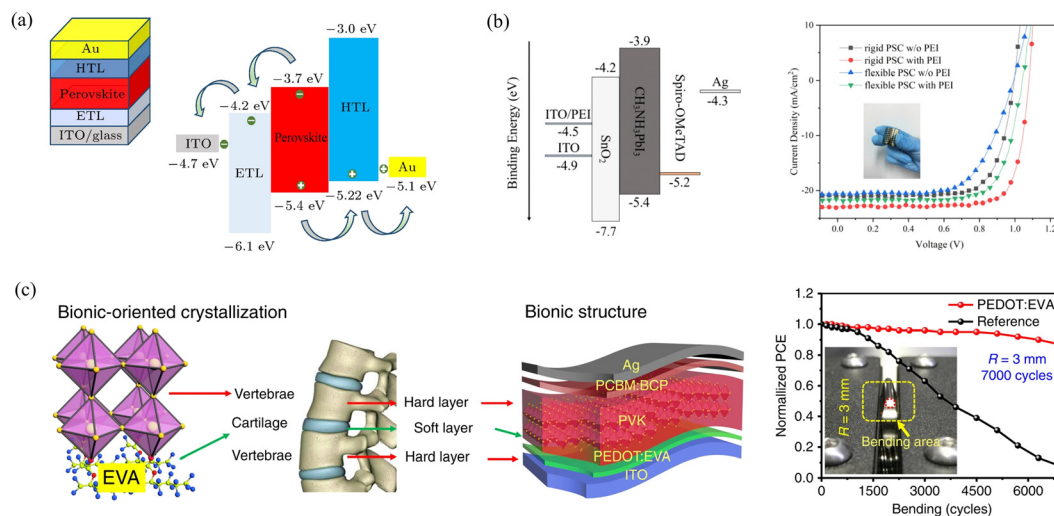 (a)
Au
HTL
Perovskite
ETL
ITO/glass
−3.0 eV
−3.7 eV
HTL
−4.2 eV
ITO
Perovskite
−4.7 eV
ETL
Au
−5.1 eV
−5.4 eV
−5.22 eV
−6.1 eV
(b)
Binding Energy (eV)
-3.9
-4.2
ITO/PEI
-4.5
ITO
-4.9
SnO₂
CH₃NH₃PbI₃
Spiro-OMeTAD
Ag
-4.3
-5.2
-5.4
-7.7
Current Density (mA/cm²)
10
0
-10
-20
rigid PSC w/o PEI
rigid PSC with PEI
flexible PSC w/o PEI
flexible PSC with PEI
0.0 0.2 0.4 0.6 0.8 1.0 1.2
Voltage (V)
(c)
Bionic-oriented crystallization
EVA
Vertebrae
Cartilage
Vertebrae
Bionic structure
Hard layer
Soft layer
Hard layer
Ag
PCBM:BCP
PVK
PEDOT:EVA
ITO
Normalized PCE
1.2
1.0
0.8
0.6
0.4
0.2
0.0
PEDOT:EVA
Reference
R = 3 mm
7000 cycles
R = 3 mm
Bending area
0 1500 3000 4500 6000
Bending (cycles)